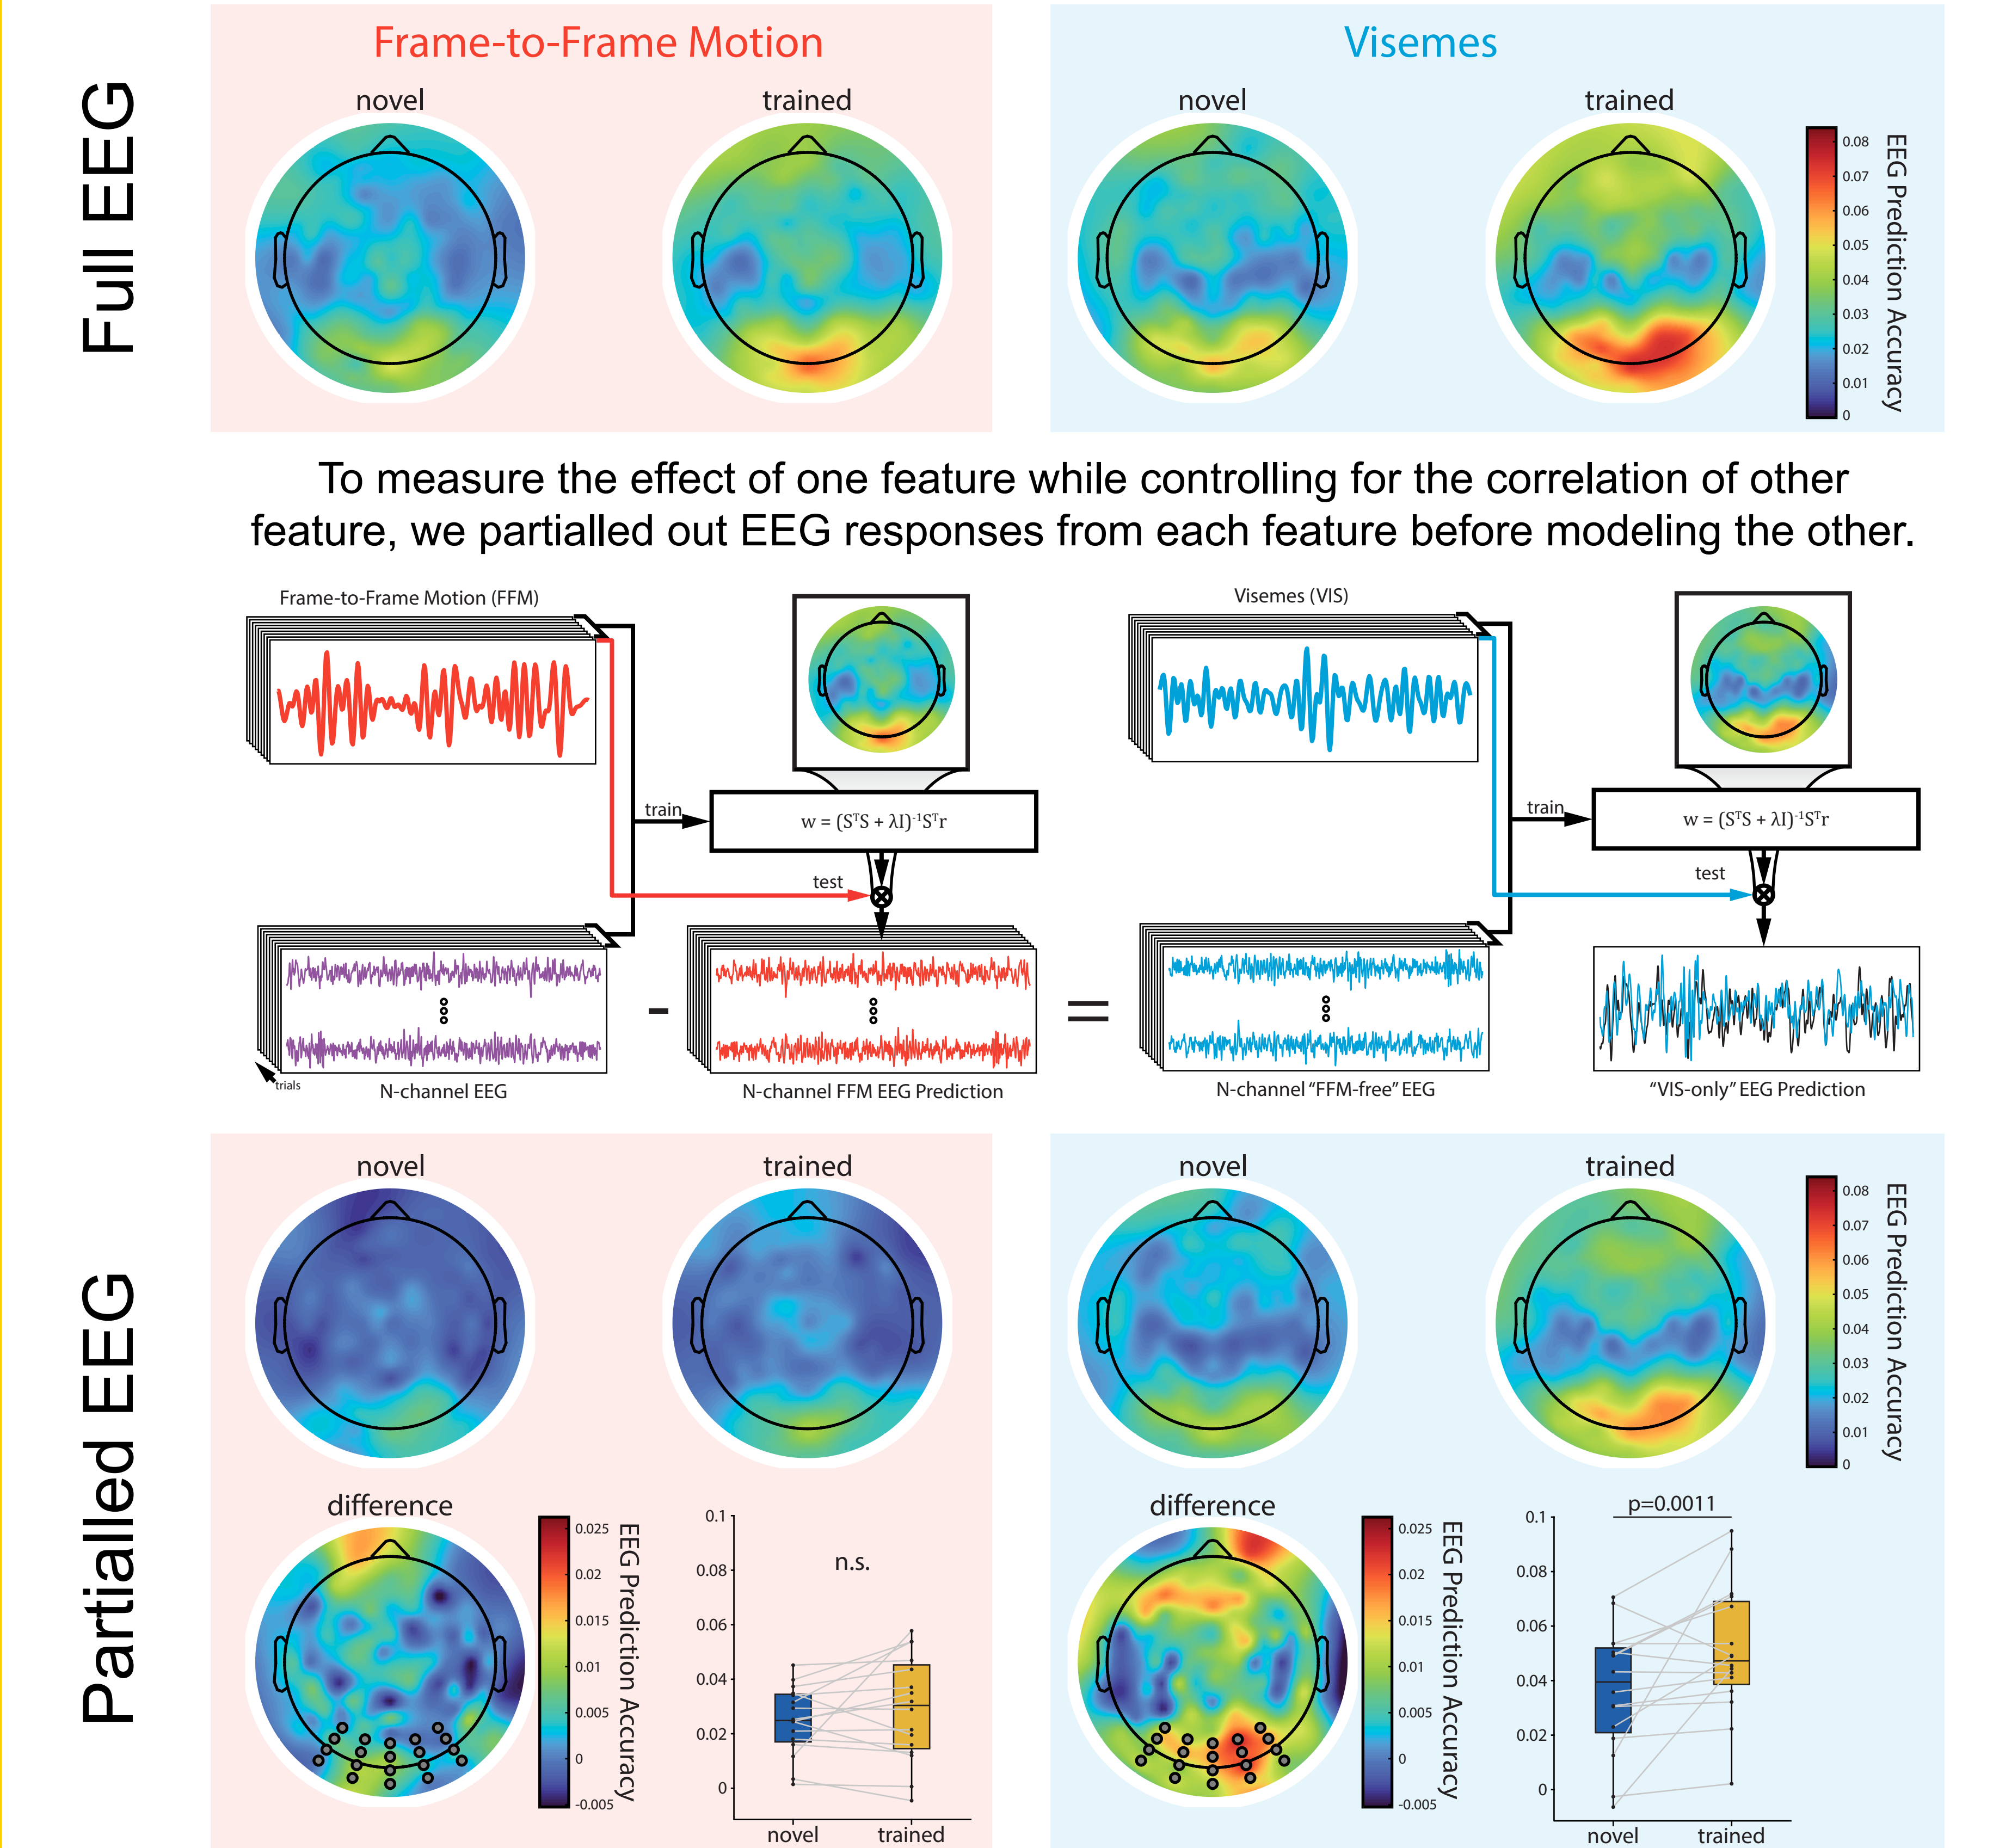 Full EEG
Frame-to-Frame Motion
novel
trained
Visemes
novel
trained
0.08
0.07
0.06
0.05
0.04
0.03
0.02
0.01
0
EEG Prediction Accuracy
To measure the effect of one feature while controlling for the correlation of other
feature, we partialled out EEG responses from each feature before modeling the other.
Frame-to-Frame Motion (FFM)
train
w = (SᵀS + λI)⁻¹Sᵀr
test
trials
N-channel EEG
-
N-channel FFM EEG Prediction
=
Visemes (VIS)
train
w = (SᵀS + λI)⁻¹Sᵀr
test
N-channel “FFM-free” EEG
“VIS-only” EEG Prediction
Partialled EEG
novel
trained
difference
0.025
0.02
0.015
0.01
0.005
0
-0.005
EEG Prediction Accuracy
0.1
0.08
0.06
0.04
0.02
0
n.s.
novel
trained
novel
trained
0.08
0.07
0.06
0.05
0.04
0.03
0.02
0.01
0
EEG Prediction Accuracy
difference
0.025
0.02
0.015
0.01
0.005
0
-0.005
EEG Prediction Accuracy
p=0.0011
0.1
0.08
0.06
0.04
0.02
0
novel
trained